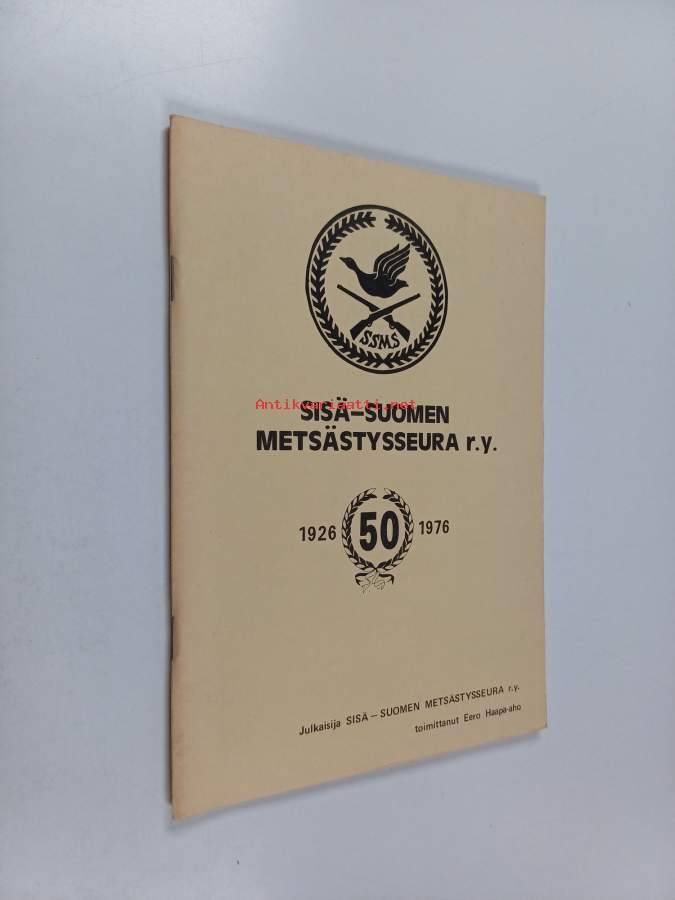 SSMS
Antikvariaatti.net
SISÄ-SUOMEN
METSÄSTYSSEURA r.y.
1926 50 1976
Julkaisija SISÄ – SUOMEN METSÄSTYSSEURA r.y.
toimittanut Eero Haapa-aho